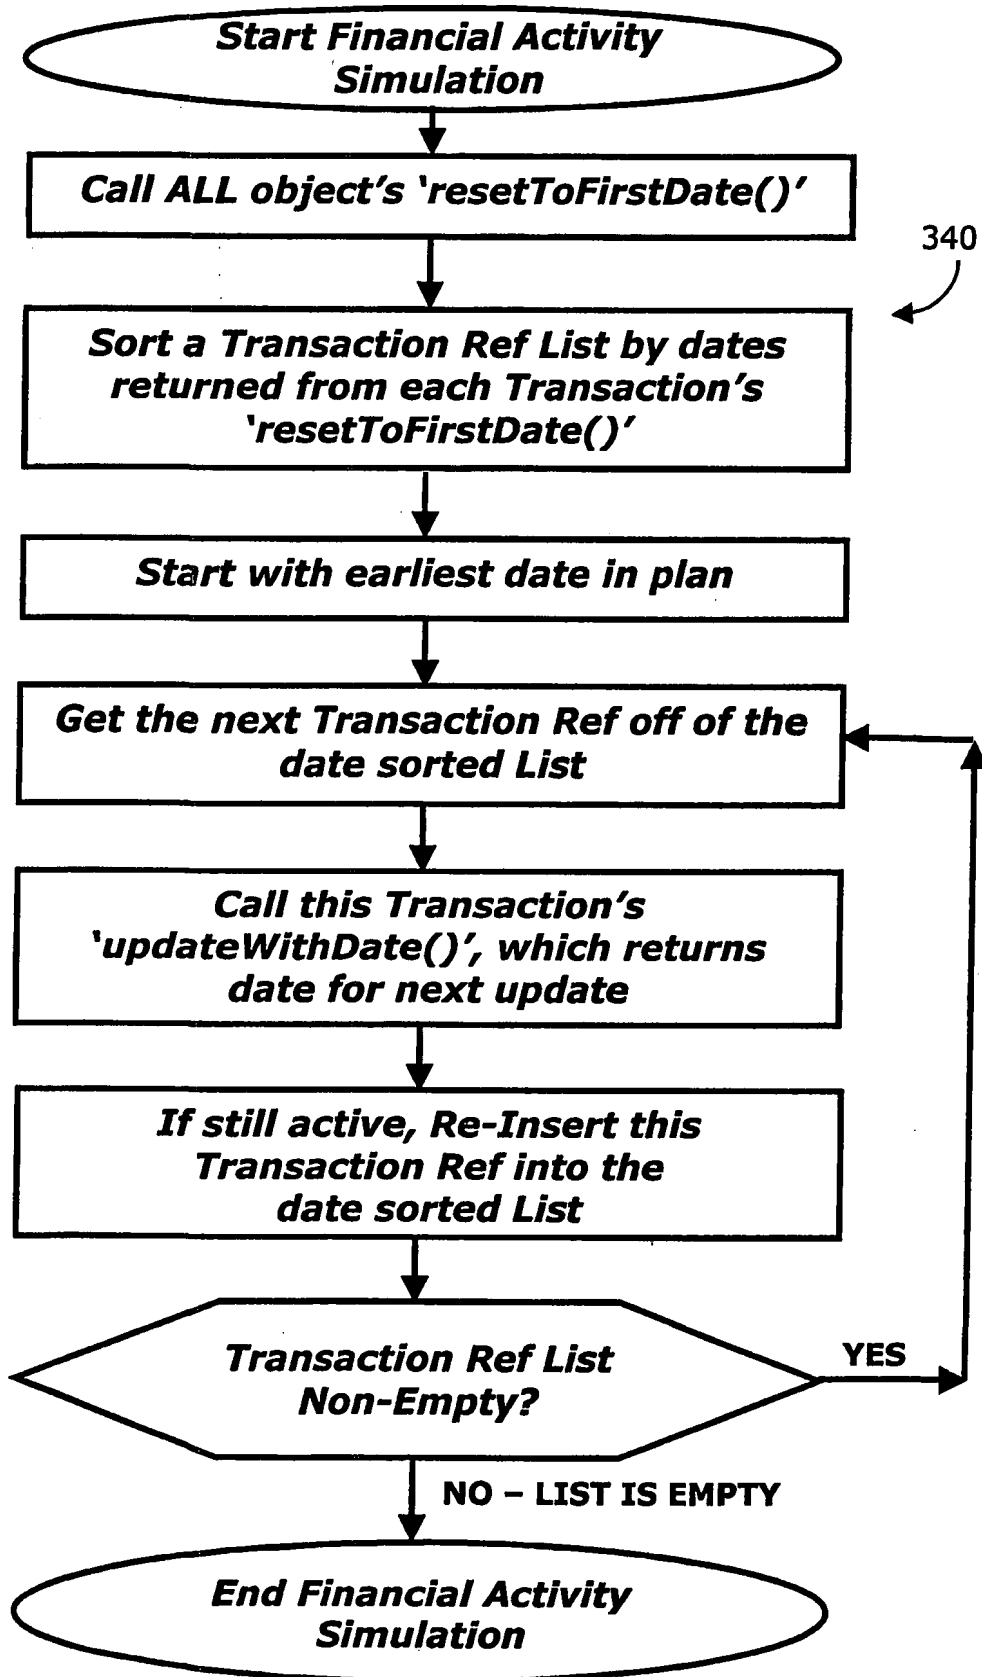 Start Financial Activity
Simulation
Call ALL object's ‵resetToFirstDate()′
340
Sort a Transaction Ref List by dates
returned from each Transaction's
‵resetToFirstDate()′
Start with earliest date in plan
Get the next Transaction Ref off of the
date sorted List
Call this Transaction's
‵updateWithDate()′, which returns
date for next update
If still active, Re-Insert this
Transaction Ref into the
date sorted List
Transaction Ref List
Non-Empty?
YES
NO – LIST IS EMPTY
End Financial Activity
Simulation